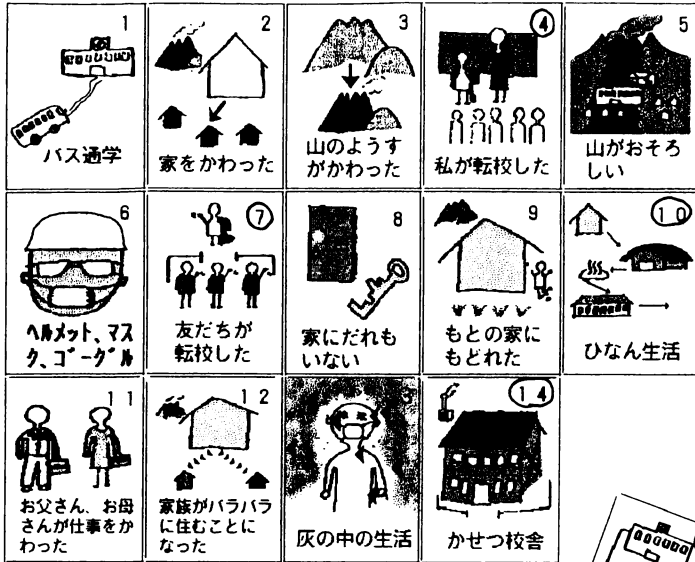 1
バス通学
2
家をかわった
3
山のようす
がかわった
4
私が転校した
5
山がおそろ
しい
6
ヘルメット、マス
ク、ゴーグル
7
友だちが
転校した
8
家にだれも
いない
9
もとの家に
もどれた
10
ひなん生活
11
お父さん、お母
さんが仕事をか
わった
12
家族がバラバラ
に住むことに
なった
3
灰の中の生活
14
かせつ校舎